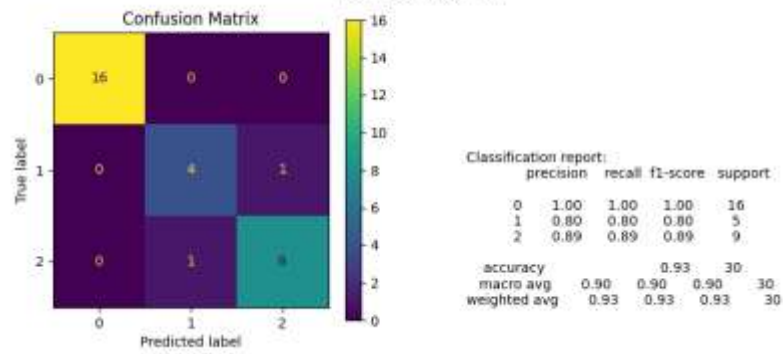 Confusion Matrix
16
14
12
10
8
6
4
2
0
True label
0
1
2
16 0 0
0 4 1
0 1 8
0 1 2
Predicted label
Classification report:
precision recall f1-score support
0 1.00 1.00 1.00 16
1 0.80 0.80 0.80 5
2 0.89 0.89 0.89 9
accuracy 0.93 30
macro avg 0.90 0.90 0.90 30
weighted avg 0.93 0.93 0.93 30